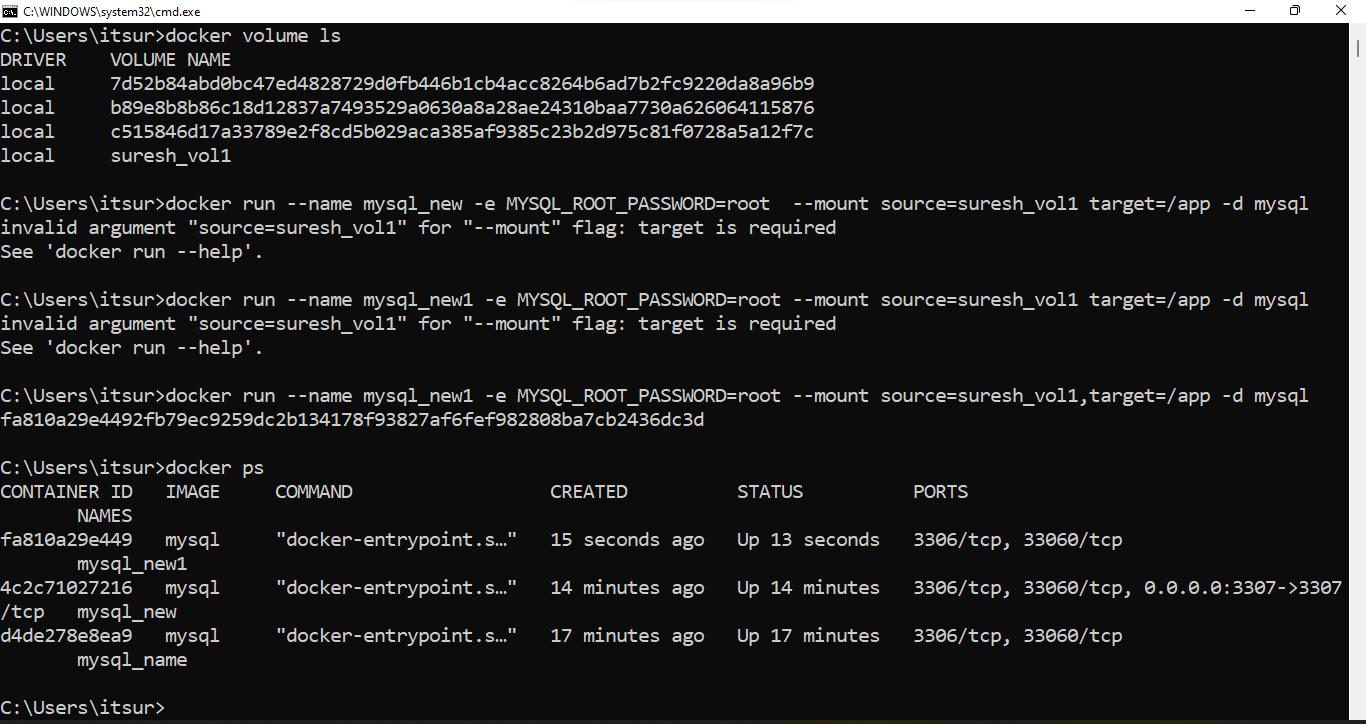 C:\WINDOWS\system32\cmd.exe
C:\Users\itsur>docker volume ls
DRIVER    VOLUME NAME
local     7d52b84abd0bc47ed4828729d0fb446b1cb4acc8264b6ad7b2fc9220da8a96b9
local     b89e8b8b86c18d12837a7493529a0630a8a28ae24310baa7730a626064115876
local     c515846d17a33789e2f8cd5b029aca385af9385c23b2d975c81f0728a5a12f7c
local     suresh_vol1
C:\Users\itsur>docker run --name mysql_new -e MYSQL_ROOT_PASSWORD=root  --mount source=suresh_vol1 target=/app -d mysql
invalid argument "source=suresh_vol1" for "--mount" flag: target is required
See 'docker run --help'.
C:\Users\itsur>docker run --name mysql_new1 -e MYSQL_ROOT_PASSWORD=root --mount source=suresh_vol1 target=/app -d mysql
invalid argument "source=suresh_vol1" for "--mount" flag: target is required
See 'docker run --help'.
C:\Users\itsur>docker run --name mysql_new1 -e MYSQL_ROOT_PASSWORD=root --mount source=suresh_vol1,target=/app -d mysql
fa810a29e4492fb79ec9259dc2b134178f93827af6fef982808ba7cb2436dc3d
C:\Users\itsur>docker ps
CONTAINER ID   IMAGE     COMMAND                  CREATED          STATUS          PORTS
       NAMES
fa810a29e449   mysql     "docker-entrypoint.s…"   15 seconds ago   Up 13 seconds   3306/tcp, 33060/tcp
       mysql_new1
4c2c71027216   mysql     "docker-entrypoint.s…"   14 minutes ago   Up 14 minutes   3306/tcp, 33060/tcp, 0.0.0.0:3307->3307
/tcp   mysql_new
d4de278e8ea9   mysql     "docker-entrypoint.s…"   17 minutes ago   Up 17 minutes   3306/tcp, 33060/tcp
       mysql_name
C:\Users\itsur>